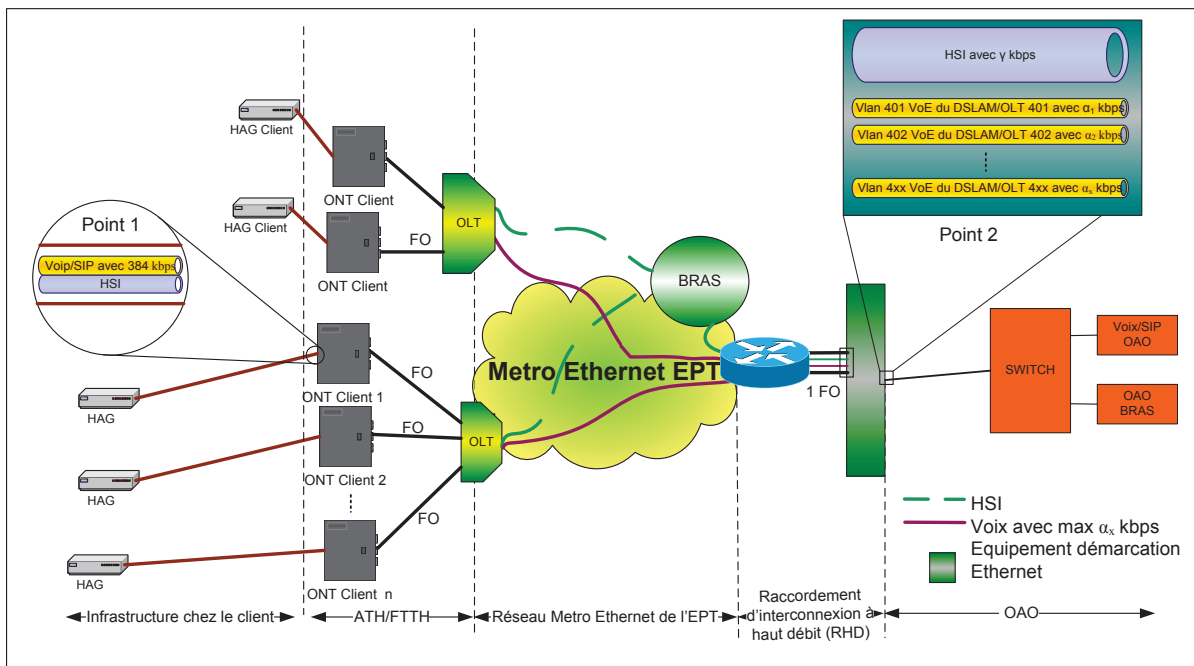 HSI avec γ kbps
Vlan 401 VoE du DSLAM/OLT 401 avec α1 kbps
Vlan 402 VoE du DSLAM/OLT 402 avec α2 kbps
Vlan 4xx VoE du DSLAM/OLT 4xx avec αx kbps
Point 2
HAG Client
ONT Client
HAG Client
ONT Client
FO
OLT
Point 1
Voip/SIP avec 384 kbps
HSI
BRAS
Metro Ethernet EPT
1 FO
SWITCH
Voix/SIP
OAO
OAO
BRAS
HAG
ONT Client 1
FO
FO
OLT
HAG
ONT Client 2
FO
HAG
ONT Client n
HSI
Voix avec max αx kbps
Equipement démarcation
Ethernet
Infrastructure chez le client
ATH/FTTH
Réseau Metro Ethernet de l'EPT
Raccordement
d'interconnexion à
haut débit (RHD)
OAO